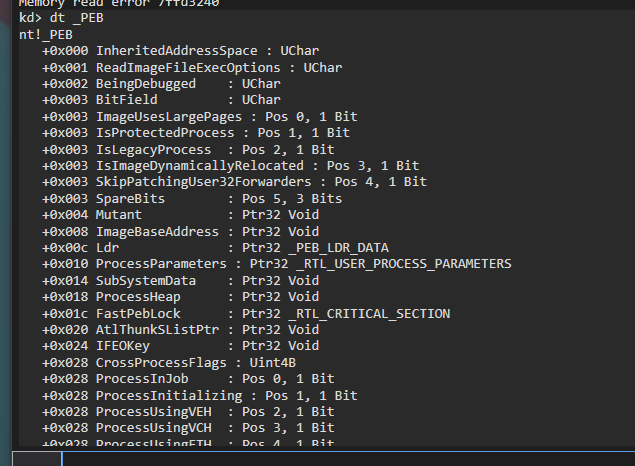 Memory read error 7ffd3240
kd> dt _PEB
nt!_PEB
   +0x000 InheritedAddressSpace : UChar
   +0x001 ReadImageFileExecOptions : UChar
   +0x002 BeingDebugged    : UChar
   +0x003 BitField         : UChar
   +0x003 ImageUsesLargePages : Pos 0, 1 Bit
   +0x003 IsProtectedProcess : Pos 1, 1 Bit
   +0x003 IsLegacyProcess  : Pos 2, 1 Bit
   +0x003 IsImageDynamicallyRelocated : Pos 3, 1 Bit
   +0x003 SkipPatchingUser32Forwarders : Pos 4, 1 Bit
   +0x003 SpareBits        : Pos 5, 3 Bits
   +0x004 Mutant           : Ptr32 Void
   +0x008 ImageBaseAddress : Ptr32 Void
   +0x00c Ldr              : Ptr32 _PEB_LDR_DATA
   +0x010 ProcessParameters : Ptr32 _RTL_USER_PROCESS_PARAMETERS
   +0x014 SubSystemData    : Ptr32 Void
   +0x018 ProcessHeap      : Ptr32 Void
   +0x01c FastPebLock      : Ptr32 _RTL_CRITICAL_SECTION
   +0x020 AtlThunkSListPtr : Ptr32 Void
   +0x024 IFEOKey          : Ptr32 Void
   +0x028 CrossProcessFlags : Uint4B
   +0x028 ProcessInJob     : Pos 0, 1 Bit
   +0x028 ProcessInitializing : Pos 1, 1 Bit
   +0x028 ProcessUsingVEH  : Pos 2, 1 Bit
   +0x028 ProcessUsingVCH  : Pos 3, 1 Bit
   +0x028 ProcessUsingFTH  : Pos 4, 1 Bit